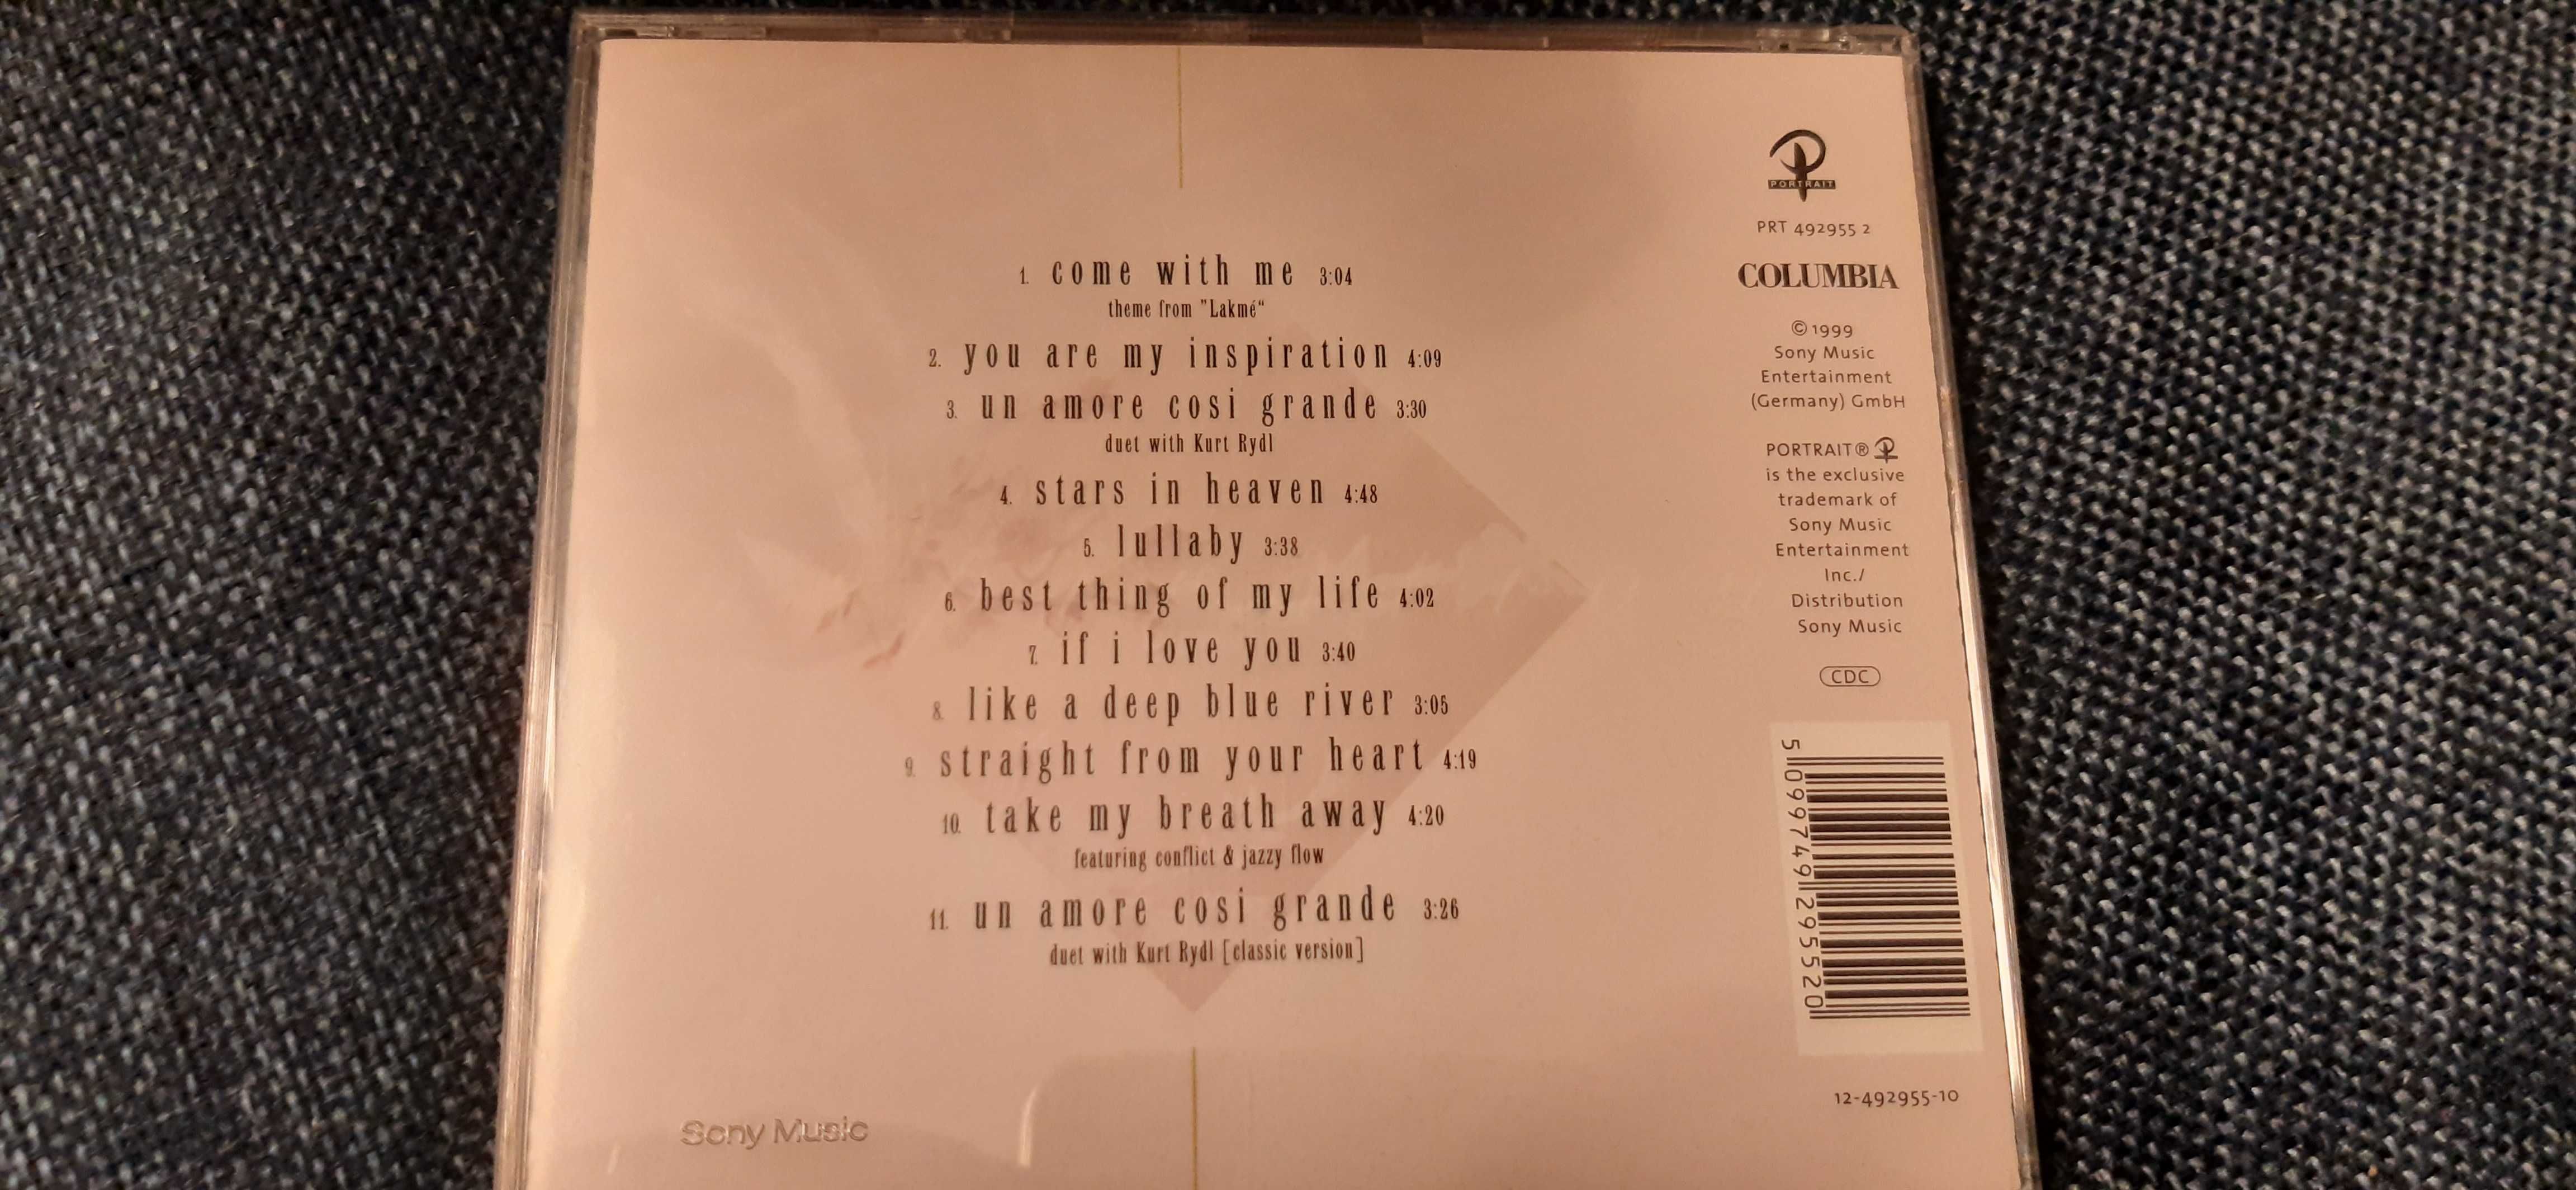 1. come with me 3:04
theme from "Lakmé“
2. you are my inspiration 4:09
3. un amore cosi grande 3:30
duet with Kurt Rydl
4. stars in heaven 4:48
5. lullaby 3:38
6. best thing of my life 4:02
7. if i love you 3:40
8. like a deep blue river 3:05
9. straight from your heart 4:19
10. take my breath away 4:20
featuring conflict & jazzy flow
11. un amore cosi grande 3:26
duet with Kurt Rydl [classic version]
Sony Music
PORTRAIT
PRT 492955 2
COLUMBIA
© 1999
Sony Music
Entertainment
(Germany) GmbH
PORTRAIT®
is the exclusive
trademark of
Sony Music
Entertainment
Inc./
Distribution
Sony Music
CDC
5 099749 295520
12-492955-10